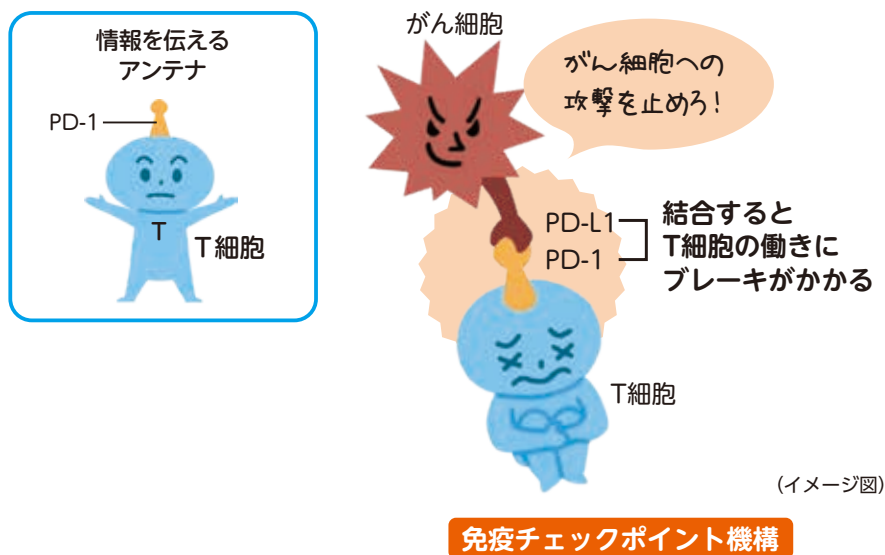 情報を伝える
アンテナ
PD-1
T
T細胞
がん細胞
がん細胞への
攻撃を止めろ!
PD-L1
PD-1
結合すると
T細胞の働きに
ブレーキがかかる
T細胞
(イメージ図)
免疫チェックポイント機構